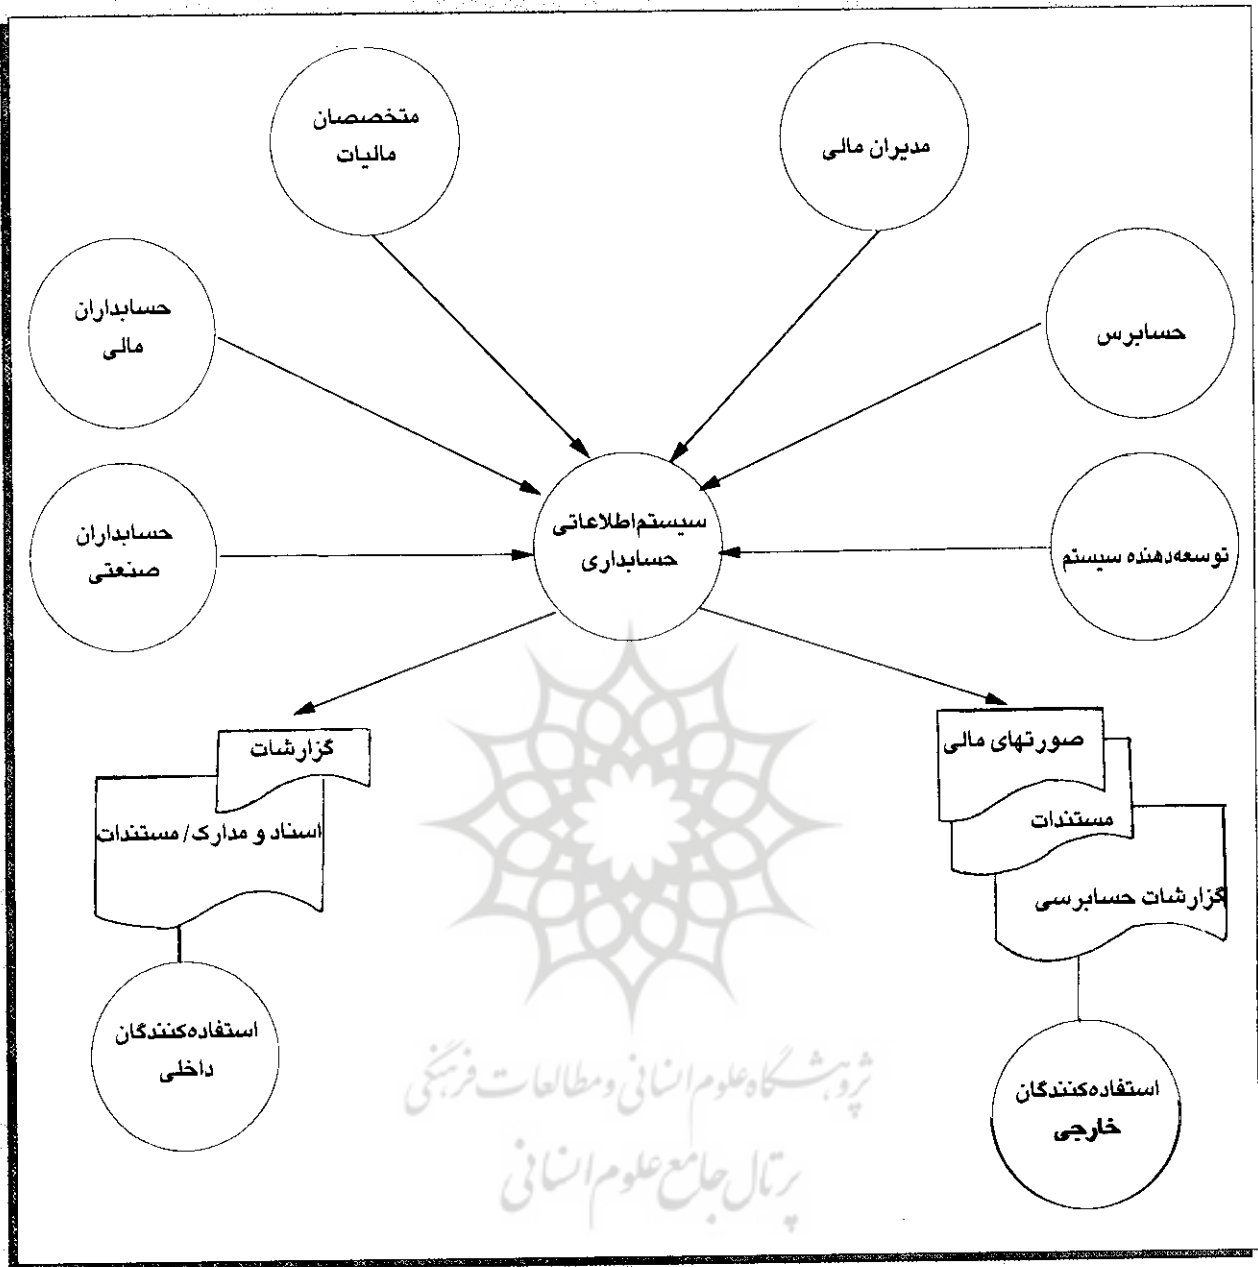 مدیران مالی
متخصصان
مالیات
حسابرس
حسابداران
مالی
توسعه‌دهنده سیستم
سیستم اطلاعاتی
حسابداری
حسابداران
صنعتی
صورتهای مالی
مستندات
گزارشات حسابرسی
گزارشات
اسناد و مدارک/مستندات
استفاده‌کنندگان
خارجی
استفاده‌کنندگان
داخلی
پژوهشگاه علوم انسانی و مطالعات فرهنگی
پرتال جامع علوم انسانی